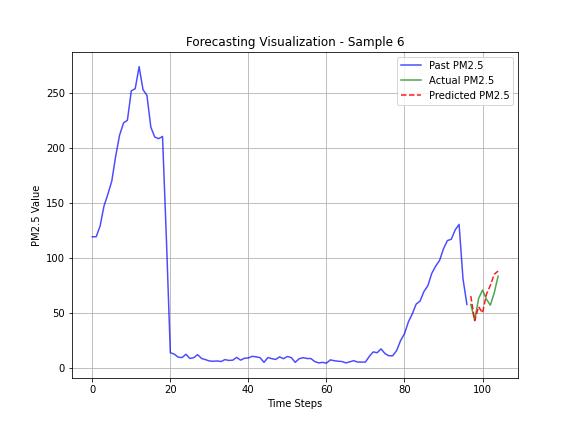 Forecasting Visualization - Sample 6
Past PM2.5
Actual PM2.5
Predicted PM2.5
PM2.5 Value
250
200
150
100
50
0
0 20 40 60 80 100
Time Steps